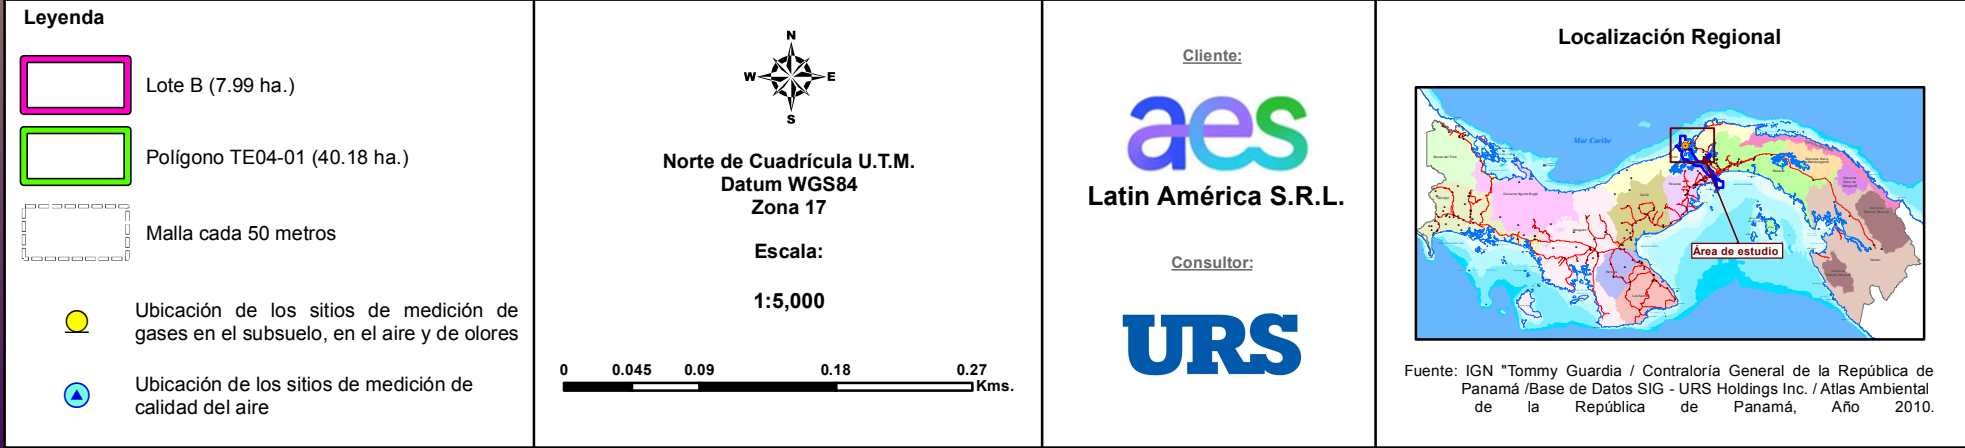 Leyenda
Lote B (7.99 ha.)
Polígono TE04-01 (40.18 ha.)
Malla cada 50 metros
Ubicación de los sitios de medición de
gases en el subsuelo, en el aire y de olores
Ubicación de los sitios de medición de
calidad del aire
N
W
E
S
Norte de Cuadrícula U.T.M.
Datum WGS84
Zona 17
Escala:
1:5,000
0 0.045 0.09 0.18 0.27
Kms.
Cliente:
aes
Latin América S.R.L.
Consultor:
URS
Localización Regional
Mar Caribe
Área de estudio
Fuente: IGN "Tommy Guardia / Contraloría General de la República de
Panamá /Base de Datos SIG - URS Holdings Inc. / Atlas Ambiental
de la República de Panamá, Año 2010.